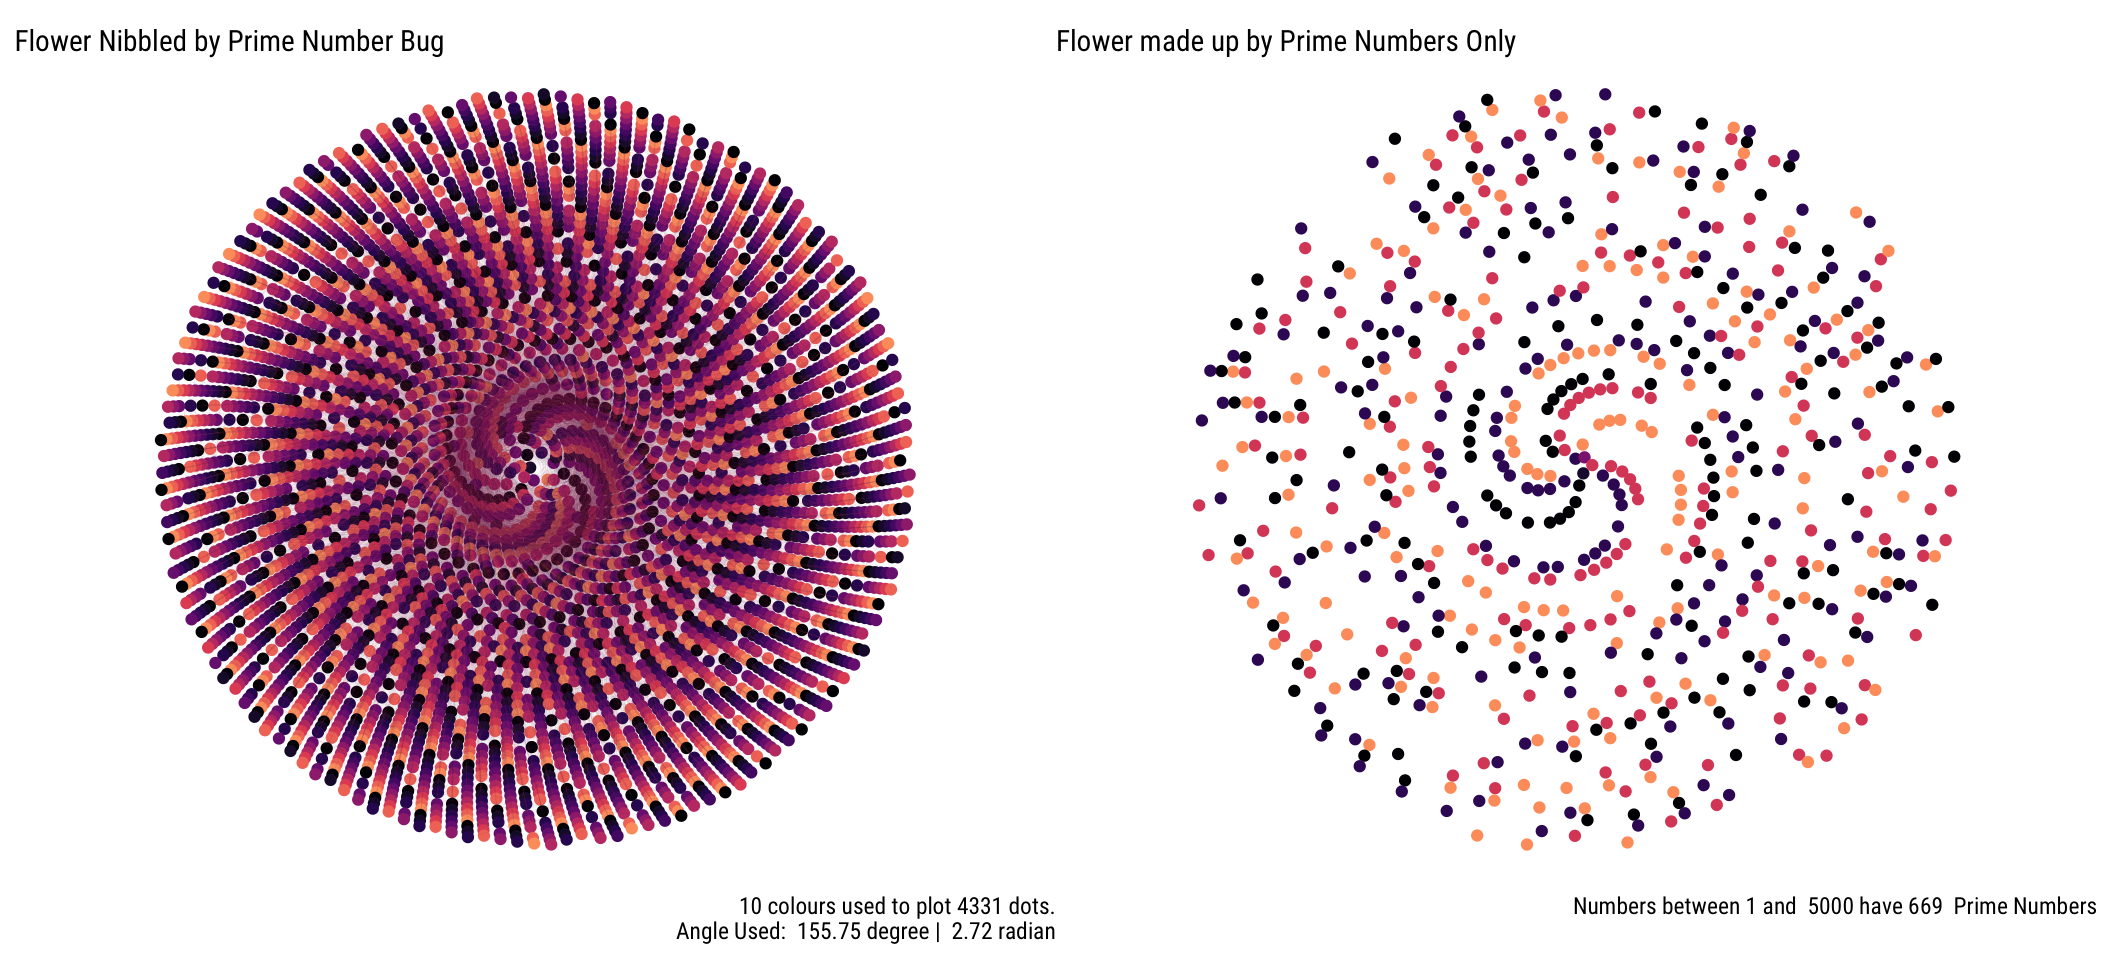 Flower Nibbled by Prime Number Bug
Flower made up by Prime Numbers Only
10 colours used to plot 4331 dots.
Angle Used:  155.75 degree |  2.72 radian
Numbers between 1 and  5000 have 669  Prime Numbers